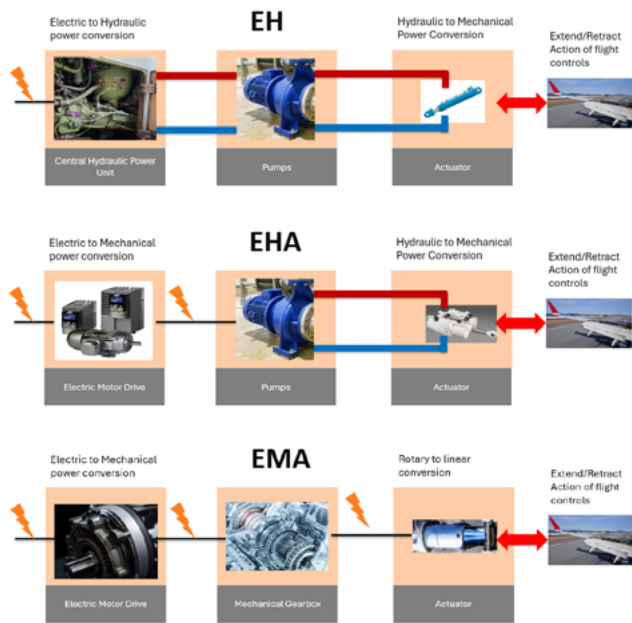 Electric to Hydraulic
power conversion
EH
Hydraulic to Mechanical
Power Conversion
Extend/Retract
Action of flight
controls
Central Hydraulic Power
Unit
Pumps
Actuator
Electric to Mechanical
power conversion
EHA
Hydraulic to Mechanical
Power Conversion
Extend/Retract
Action of flight
controls
Electric Motor Drive
Pumps
Actuator
Electric to Mechanical
power conversion
EMA
Rotary to linear
conversion
Extend/Retract
Action of flight
controls
Electric Motor Drive
Mechanical Gearbox
Actuator